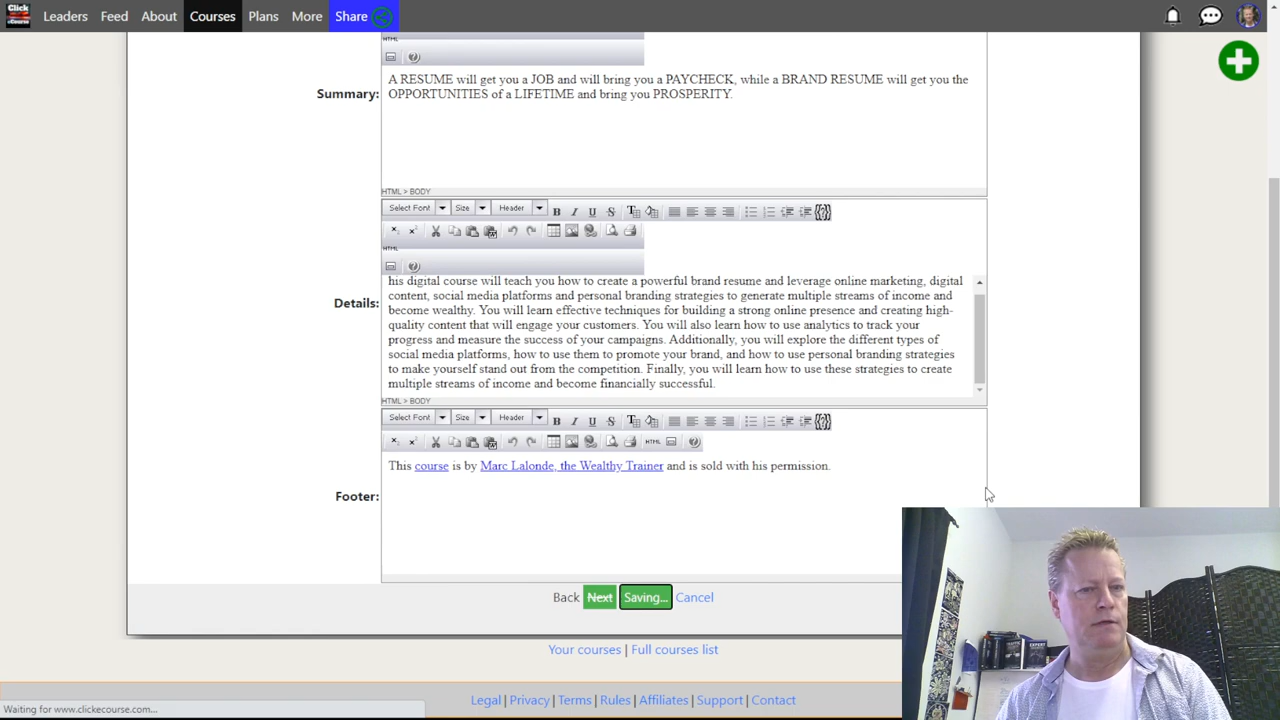 Click
eCourse
Leaders Feed About Courses Plans More Share
HTML
Summary:
A RESUME will get you a JOB and will bring you a PAYCHECK, while a BRAND RESUME will get you the
OPPORTUNITIES of a LIFETIME and bring you PROSPERITY.
HTML > BODY
Select Font Size Header B I U S
HTML
Details:
his digital course will teach you how to create a powerful brand resume and leverage online marketing, digital
content, social media platforms and personal branding strategies to generate multiple streams of income and
become wealthy. You will learn effective techniques for building a strong online presence and creating high-
quality content that will engage your customers. You will also learn how to use analytics to track your
progress and measure the success of your campaigns. Additionally, you will explore the different types of
social media platforms, how to use them to promote your brand, and how to use personal branding strategies
to make yourself stand out from the competition. Finally, you will learn how to use these strategies to create
multiple streams of income and become financially successful.
HTML > BODY
Select Font Size Header B I U S
HTML
This course is by Marc Lalonde, the Wealthy Trainer and is sold with his permission.
Footer:
Back Next Saving... Cancel
Your courses | Full courses list
Legal | Privacy | Terms | Rules | Affiliates | Support | Contact
Waiting for www.clickecourse.com...